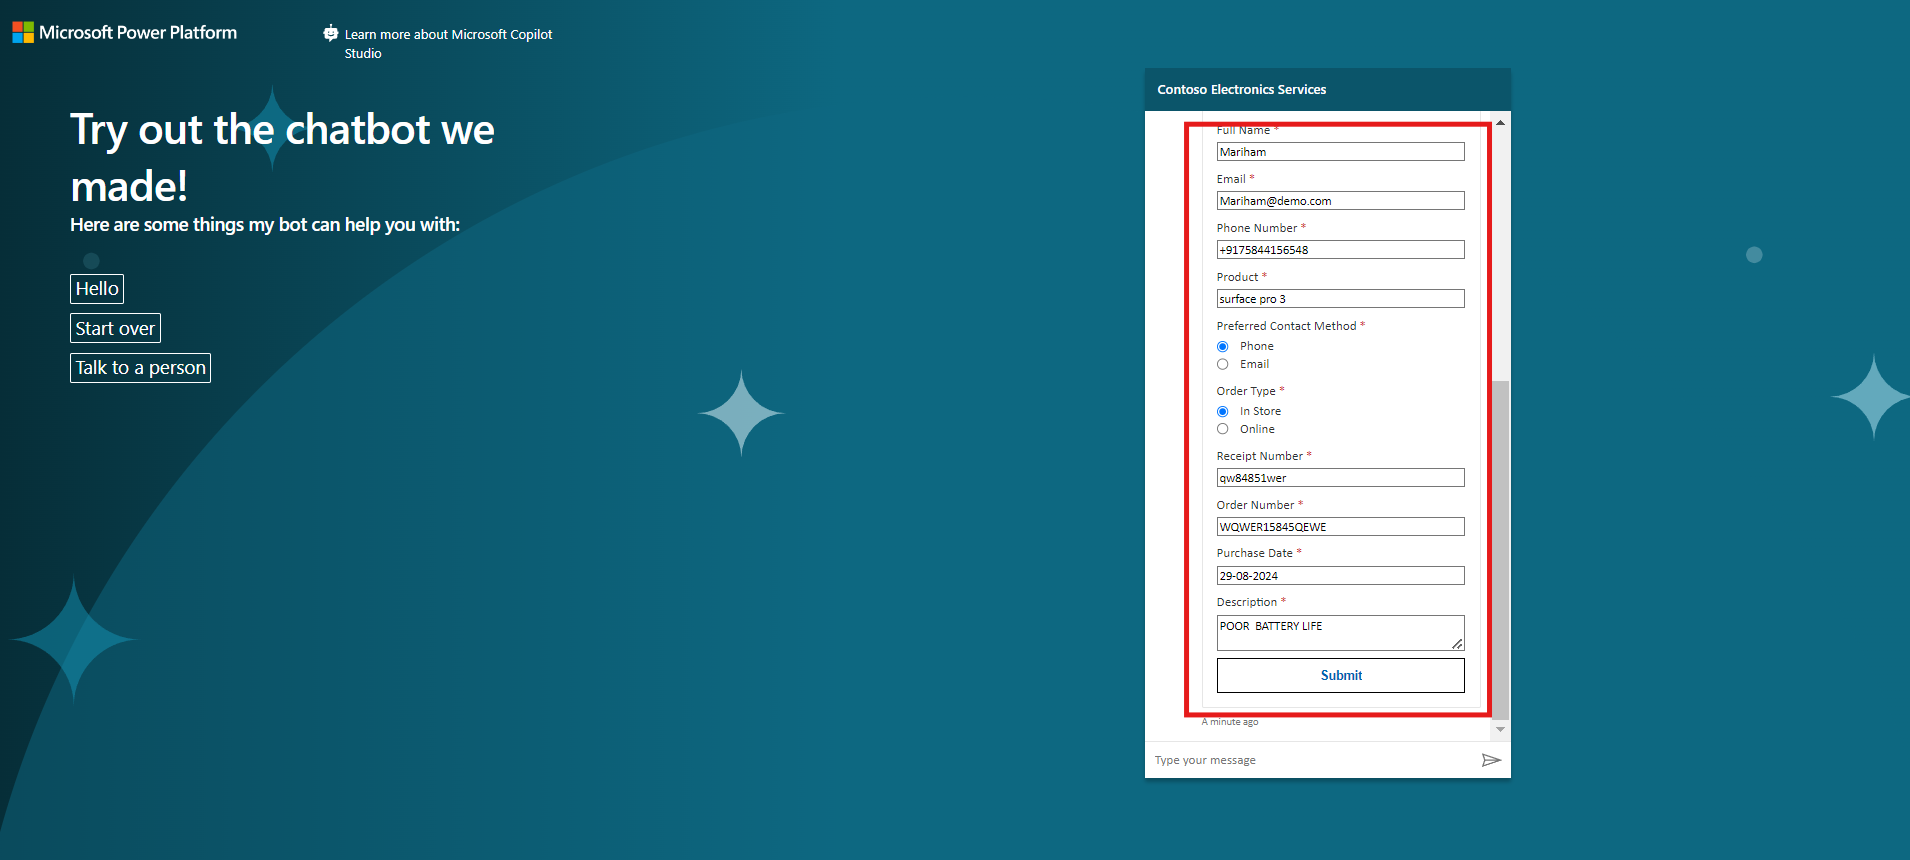 Microsoft Power Platform
Learn more about Microsoft Copilot
Studio
Try out the chatbot we
made!
Here are some things my bot can help you with:
Hello
Start over
Talk to a person
Contoso Electronics Services
Full Name *
Mariham
Email *
Mariham@demo.com
Phone Number *
+9175844156548
Product *
surface pro 3
Preferred Contact Method *
Phone
Email
Order Type *
In Store
Online
Receipt Number *
qw84851wer
Order Number *
WQWER15845QEWE
Purchase Date *
29-08-2024
Description *
POOR  BATTERY LIFE
Submit
A minute ago
Type your message